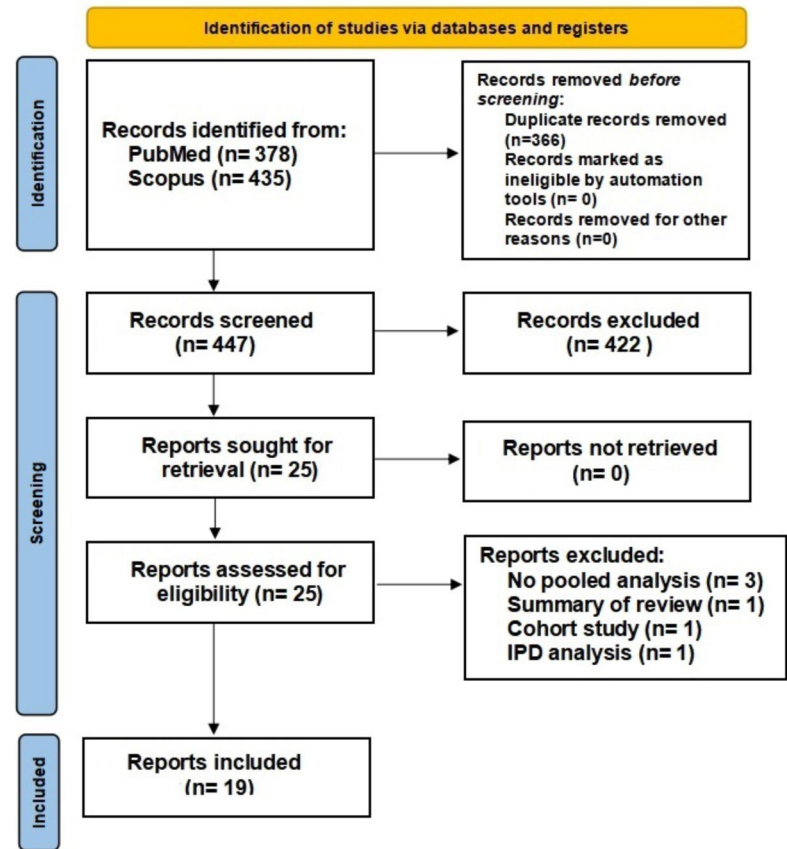 Identification of studies via databases and registers
Identification
Records identified from:
PubMed (n= 378)
Scopus (n= 435)
Records removed before
screening:
Duplicate records removed
(n=366)
Records marked as
ineligible by automation
tools (n= 0)
Records removed for other
reasons (n=0)
Screening
Records screened
(n= 447)
Records excluded
(n= 422 )
Reports sought for
retrieval (n= 25)
Reports not retrieved
(n= 0)
Reports assessed for
eligibility (n= 25)
Reports excluded:
No pooled analysis (n= 3)
Summary of review (n= 1)
Cohort study (n= 1)
IPD analysis (n= 1)
Included
Reports included
(n= 19)